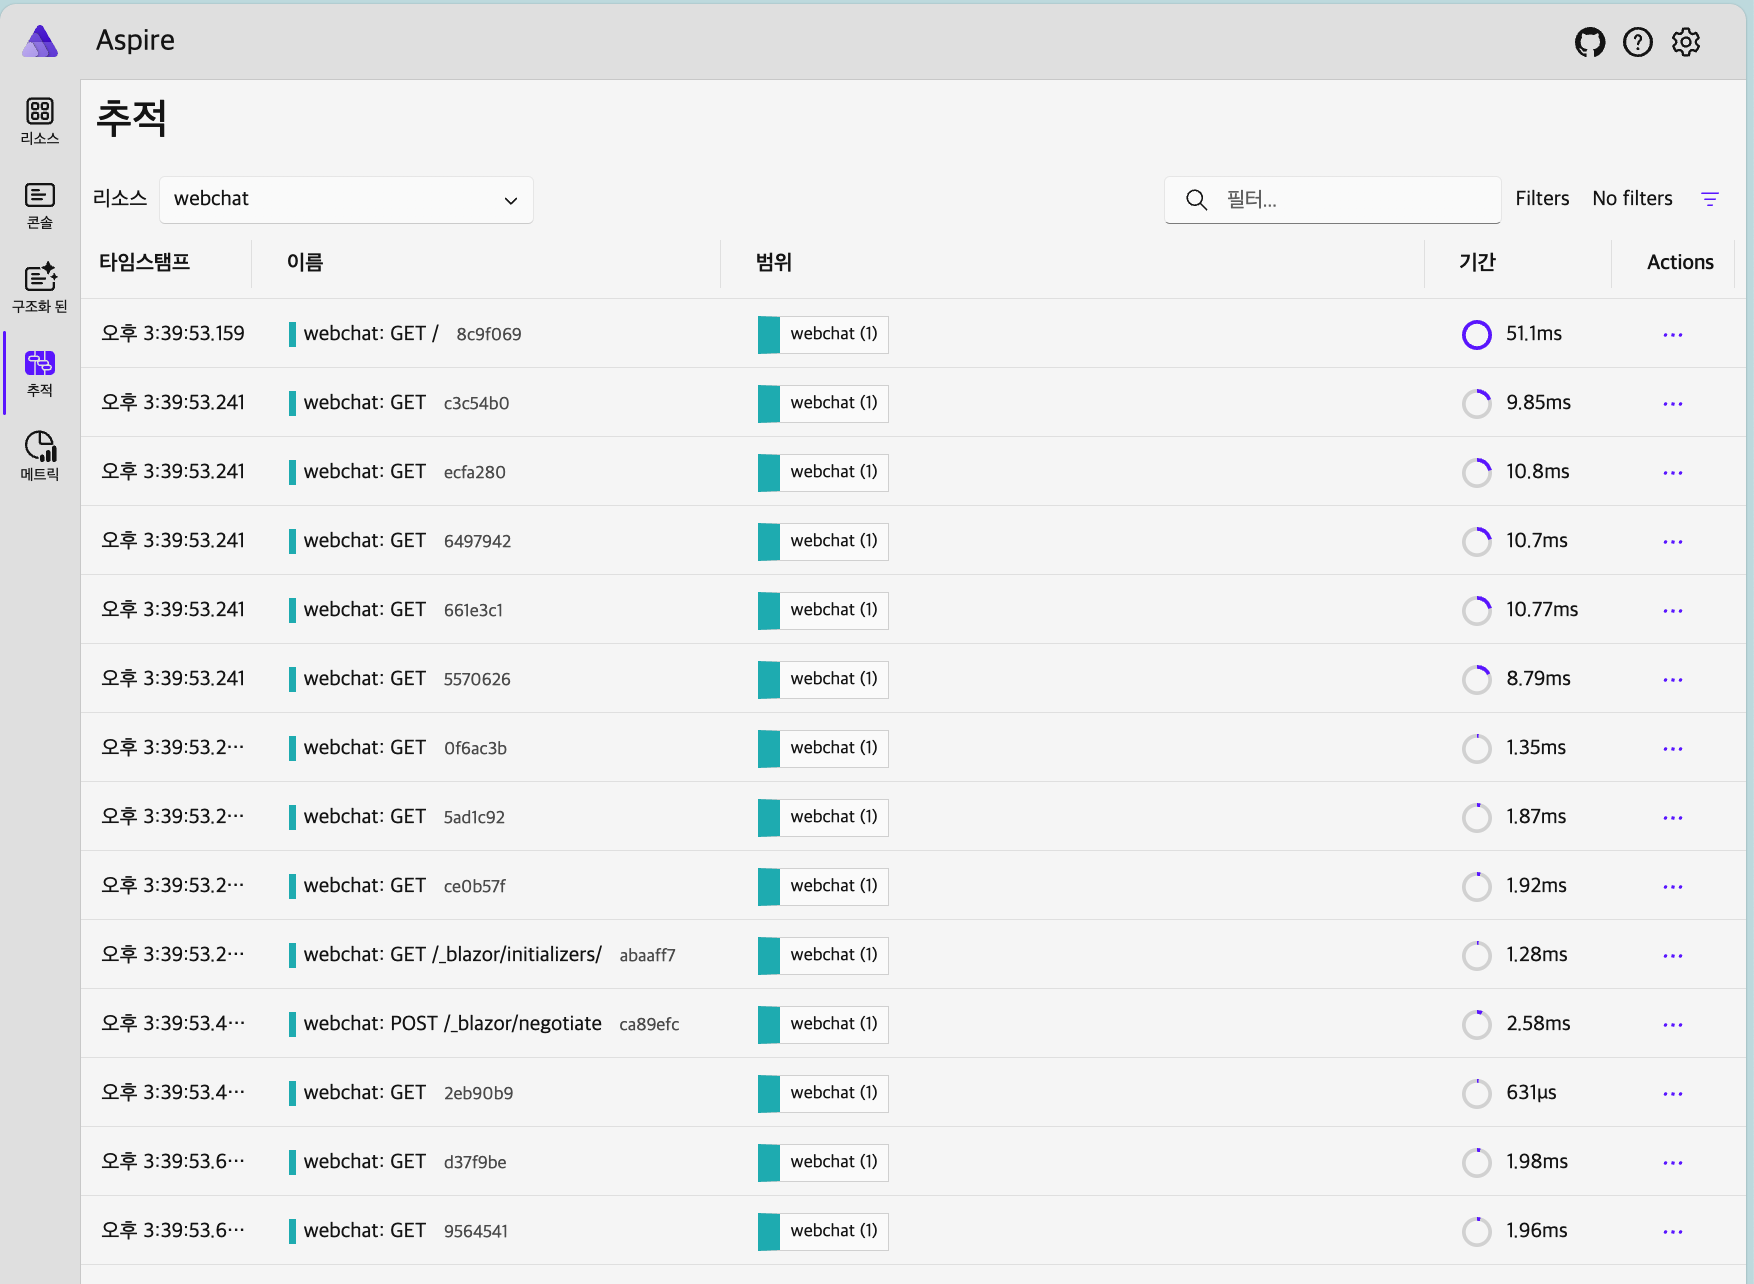 Aspire
리소스
콘솔
구조화 된
추적
메트릭
추적
리소스 webchat 필터... Filters No filters
타임스탬프 이름 범위 기간 Actions
오후 3:39:53.159 webchat: GET / 8c9f069 webchat (1) 51.1ms ...
오후 3:39:53.241 webchat: GET c3c54b0 webchat (1) 9.85ms ...
오후 3:39:53.241 webchat: GET ecfa280 webchat (1) 10.8ms ...
오후 3:39:53.241 webchat: GET 6497942 webchat (1) 10.7ms ...
오후 3:39:53.241 webchat: GET 661e3c1 webchat (1) 10.77ms ...
오후 3:39:53.241 webchat: GET 5570626 webchat (1) 8.79ms ...
오후 3:39:53.2… webchat: GET 0f6ac3b webchat (1) 1.35ms ...
오후 3:39:53.2… webchat: GET 5ad1c92 webchat (1) 1.87ms ...
오후 3:39:53.2… webchat: GET ce0b57f webchat (1) 1.92ms ...
오후 3:39:53.2… webchat: GET /_blazor/initializers/ abaaff7 webchat (1) 1.28ms ...
오후 3:39:53.4… webchat: POST /_blazor/negotiate ca89efc webchat (1) 2.58ms ...
오후 3:39:53.4… webchat: GET 2eb90b9 webchat (1) 631µs ...
오후 3:39:53.6… webchat: GET d37f9be webchat (1) 1.98ms ...
오후 3:39:53.6… webchat: GET 9564541 webchat (1) 1.96ms ...